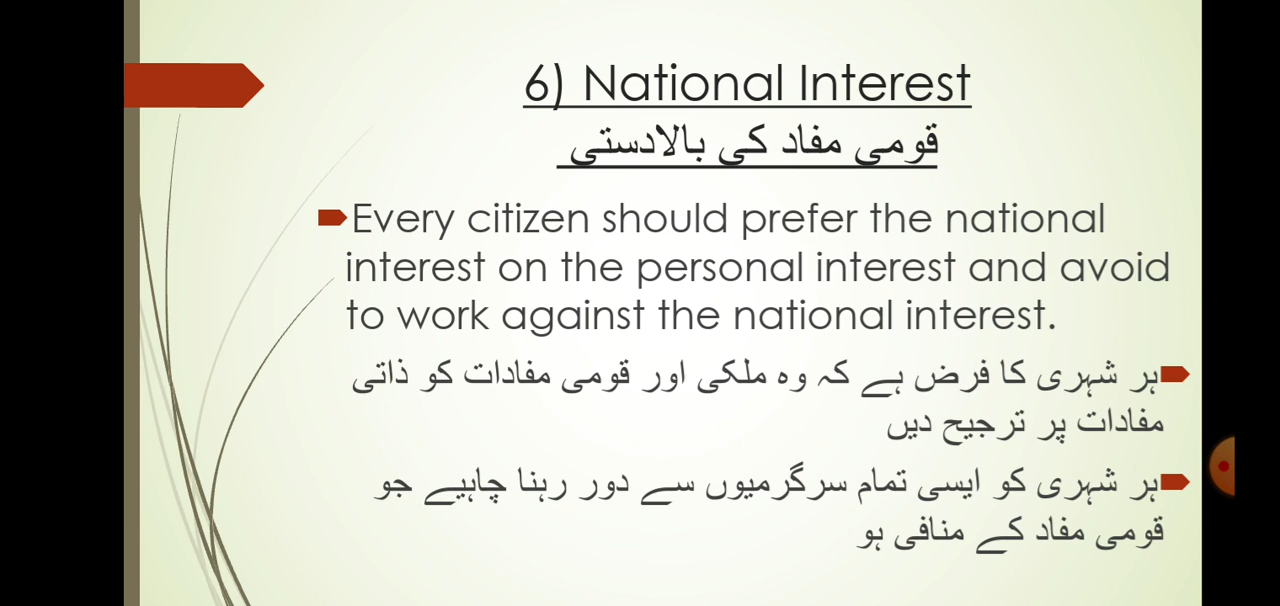 6) National Interest
قومی مفاد کی بالادستی
Every citizen should prefer the national
interest on the personal interest and avoid
to work against the national interest.
ہر شہری کا فرض ہے کہ وہ ملکی اور قومی مفادات کو ذاتی
مفادات پر ترجیح دیں
ہر شہری کو ایسی تمام سرگرمیوں سے دور رہنا چاہیے جو
قومی مفاد کے منافی ہو